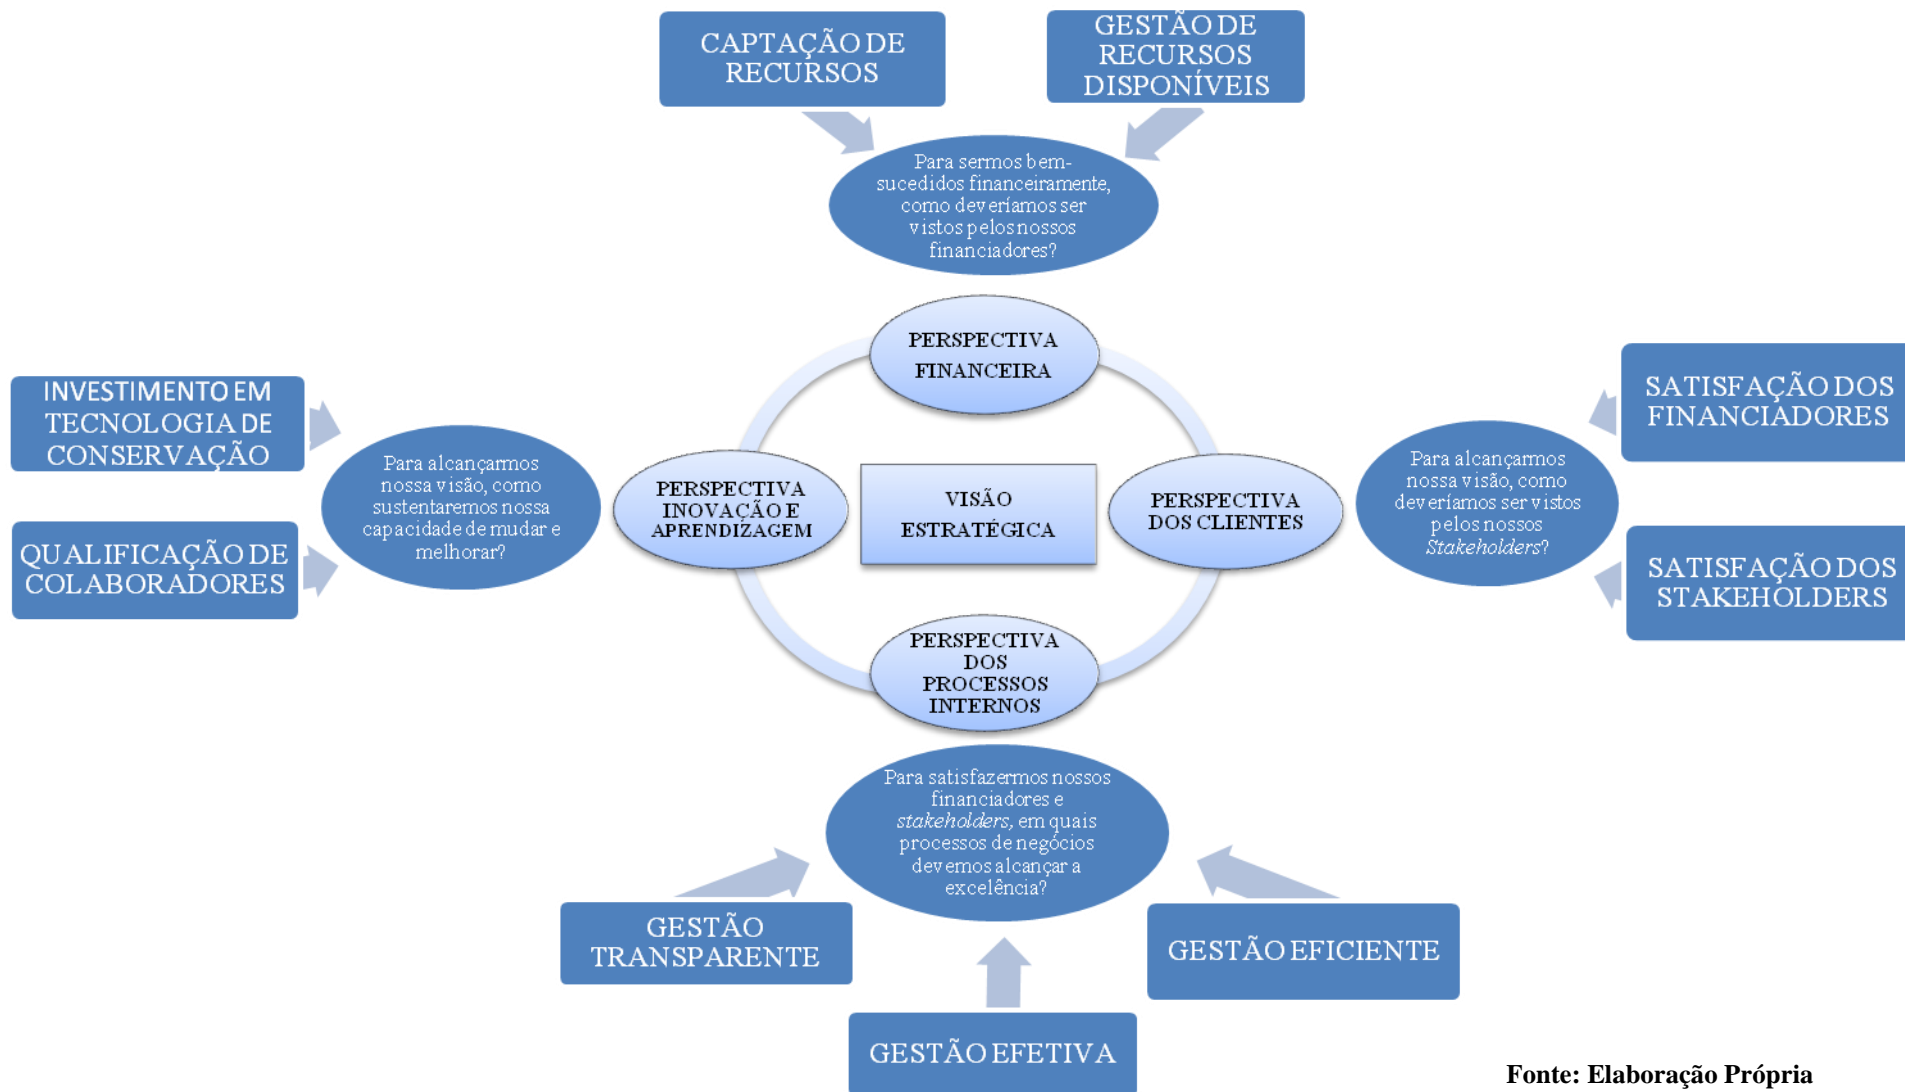 CAPTAÇÃO DE
RECURSOS
GESTÃO DE
RECURSOS
DISPONÍVEIS
Para sermos bem-
sucedidos financeiramente,
como deveríamos ser
vistos pelos nossos
financiadores?
PERSPECTIVA
FINANCEIRA
INVESTIMENTO EM
TECNOLOGIA DE
CONSERVAÇÃO
QUALIFICAÇÃO DE
COLABORADORES
Para alcançarmos
nossa visão, como
sustentaremos nossa
capacidade de mudar e
melhorar?
PERSPECTIVA
INOVAÇÃO E
APRENDIZAGEM
VISÃO
ESTRATÉGICA
PERSPECTIVA
DOS CLIENTES
Para alcançarmos
nossa visão, como
deveríamos ser vistos
pelos nossos
Stakeholders?
SATISFAÇÃO DOS
FINANCIADORES
SATISFAÇÃO DOS
STAKEHOLDERS
PERSPECTIVA
DOS
PROCESSOS
INTERNOS
Para satisfazermos nossos
financiadores e
stakeholders, em quais
processos de negócios
devemos alcançar a
excelência?
GESTÃO
TRANSPARENTE
GESTÃO EFETIVA
GESTÃO EFICIENTE
Fonte: Elaboração Própria